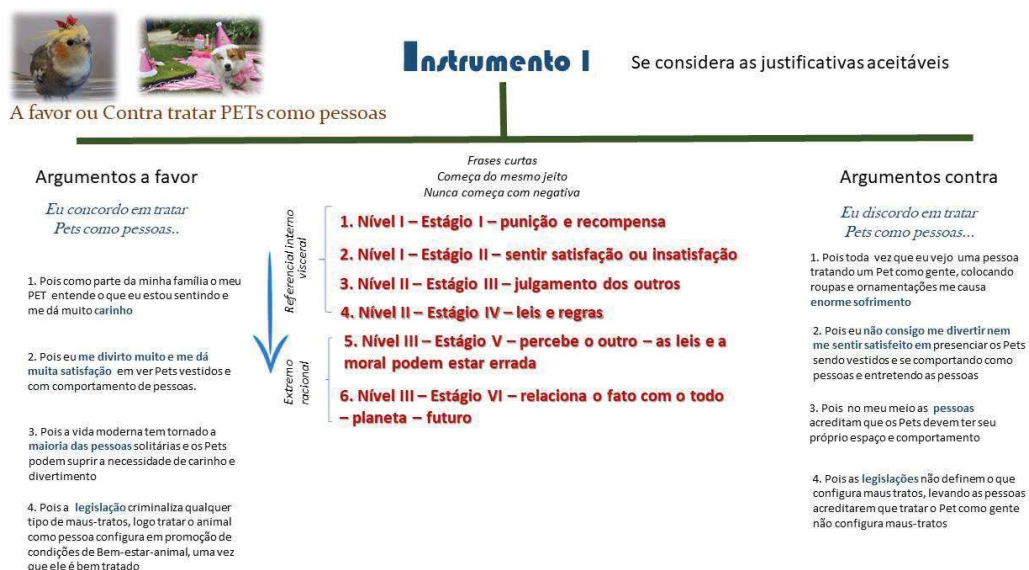 Instrumento I
Se considera as justificativas aceitáveis
A favor ou Contra tratar PETs como pessoas
Argumentos a favor
Eu concordo em tratar
Pets como pessoas..
1. Pois como parte da minha família o meu
PET entende o que eu estou sentindo e
me dá muito carinho
2. Pois eu me divirto muito e me dá
muita satisfação em ver Pets vestidos e
com comportamento de pessoas.
3. Pois a vida moderna tem tornado a
maioria das pessoas solitárias e os Pets
podem suprir a necessidade de carinho e
divertimento
4. Pois a legislação criminaliza qualquer
tipo de maus-tratos, logo tratar o animal
como pessoa configura em promoção de
condições de Bem-estar-animal, uma vez
que ele é bem tratado
Frases curtas
Começa do mesmo jeito
Nunca começa com negativa
Referencial interno
visceral
1. Nível I – Estágio I – punição e recompensa
2. Nível I – Estágio II – sentir satisfação ou insatisfação
3. Nível II – Estágio III – julgamento dos outros
4. Nível II – Estágio IV – leis e regras
Extremo
racional
5. Nível III – Estágio V – percebe o outro – as leis e a
moral podem estar errada
6. Nível III – Estágio VI – relaciona o fato com o todo
– planeta – futuro
Argumentos contra
Eu discordo em tratar
Pets como pessoas...
1. Pois toda vez que eu vejo uma pessoa
tratando um Pet como gente, colocando
roupas e ornamentações me causa
enorme sofrimento
2. Pois eu não consigo me divertir nem
me sentir satisfeito em presenciar os Pets
sendo vestidos e se comportando como
pessoas e entretendo as pessoas
3. Pois no meu meio as pessoas
acreditam que os Pets devem ter seu
próprio espaço e comportamento
4. Pois as legislações não definem o que
configura maus tratos, levando as pessoas
acreditarem que tratar o Pet como gente
não configura maus-tratos